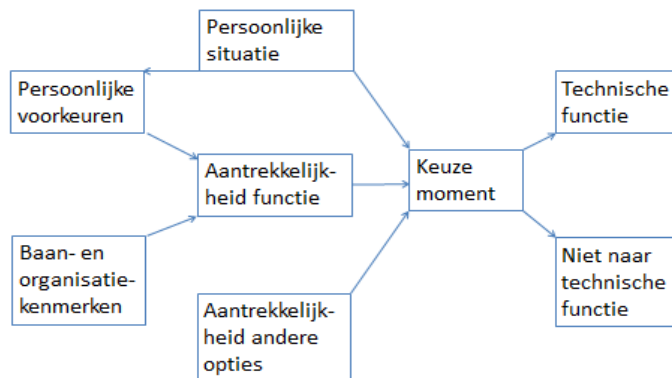 Persoonlijke
situatie
Persoonlijke
voorkeuren
Technische
functie
Aantrekkelijk-
heid functie
Keuze
moment
Baan- en
organisatie-
kenmerken
Niet naar
technische
functie
Aantrekkelijk-
heid andere
opties